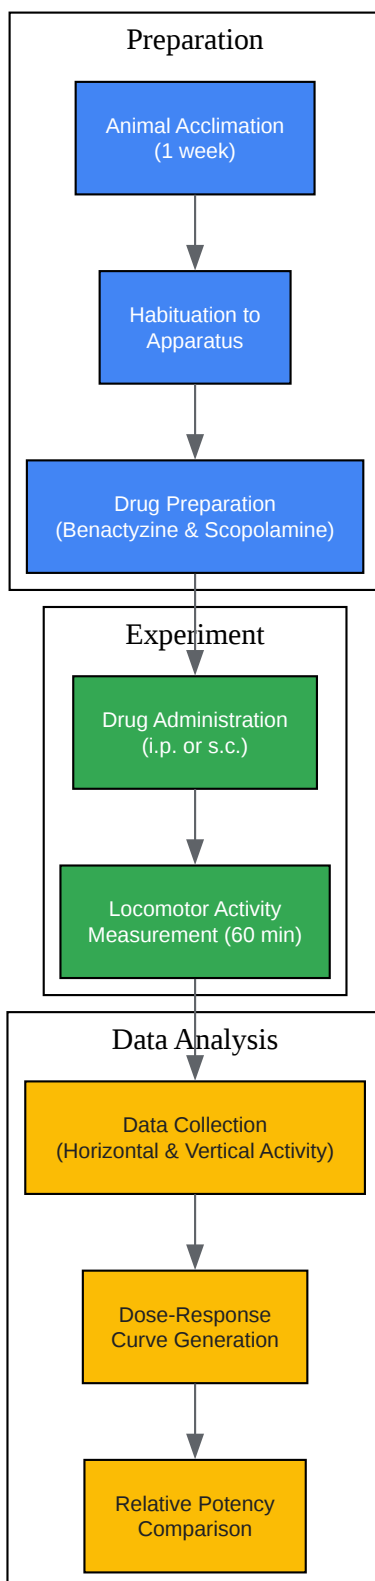 Preparation
Animal Acclimation
(1 week)
Habituation to
Apparatus
Drug Preparation
(Benactyzine & Scopolamine)
Experiment
Drug Administration
(i.p. or s.c.)
Locomotor Activity
Measurement (60 min)
Data Analysis
Data Collection
(Horizontal & Vertical Activity)
Dose-Response
Curve Generation
Relative Potency
Comparison